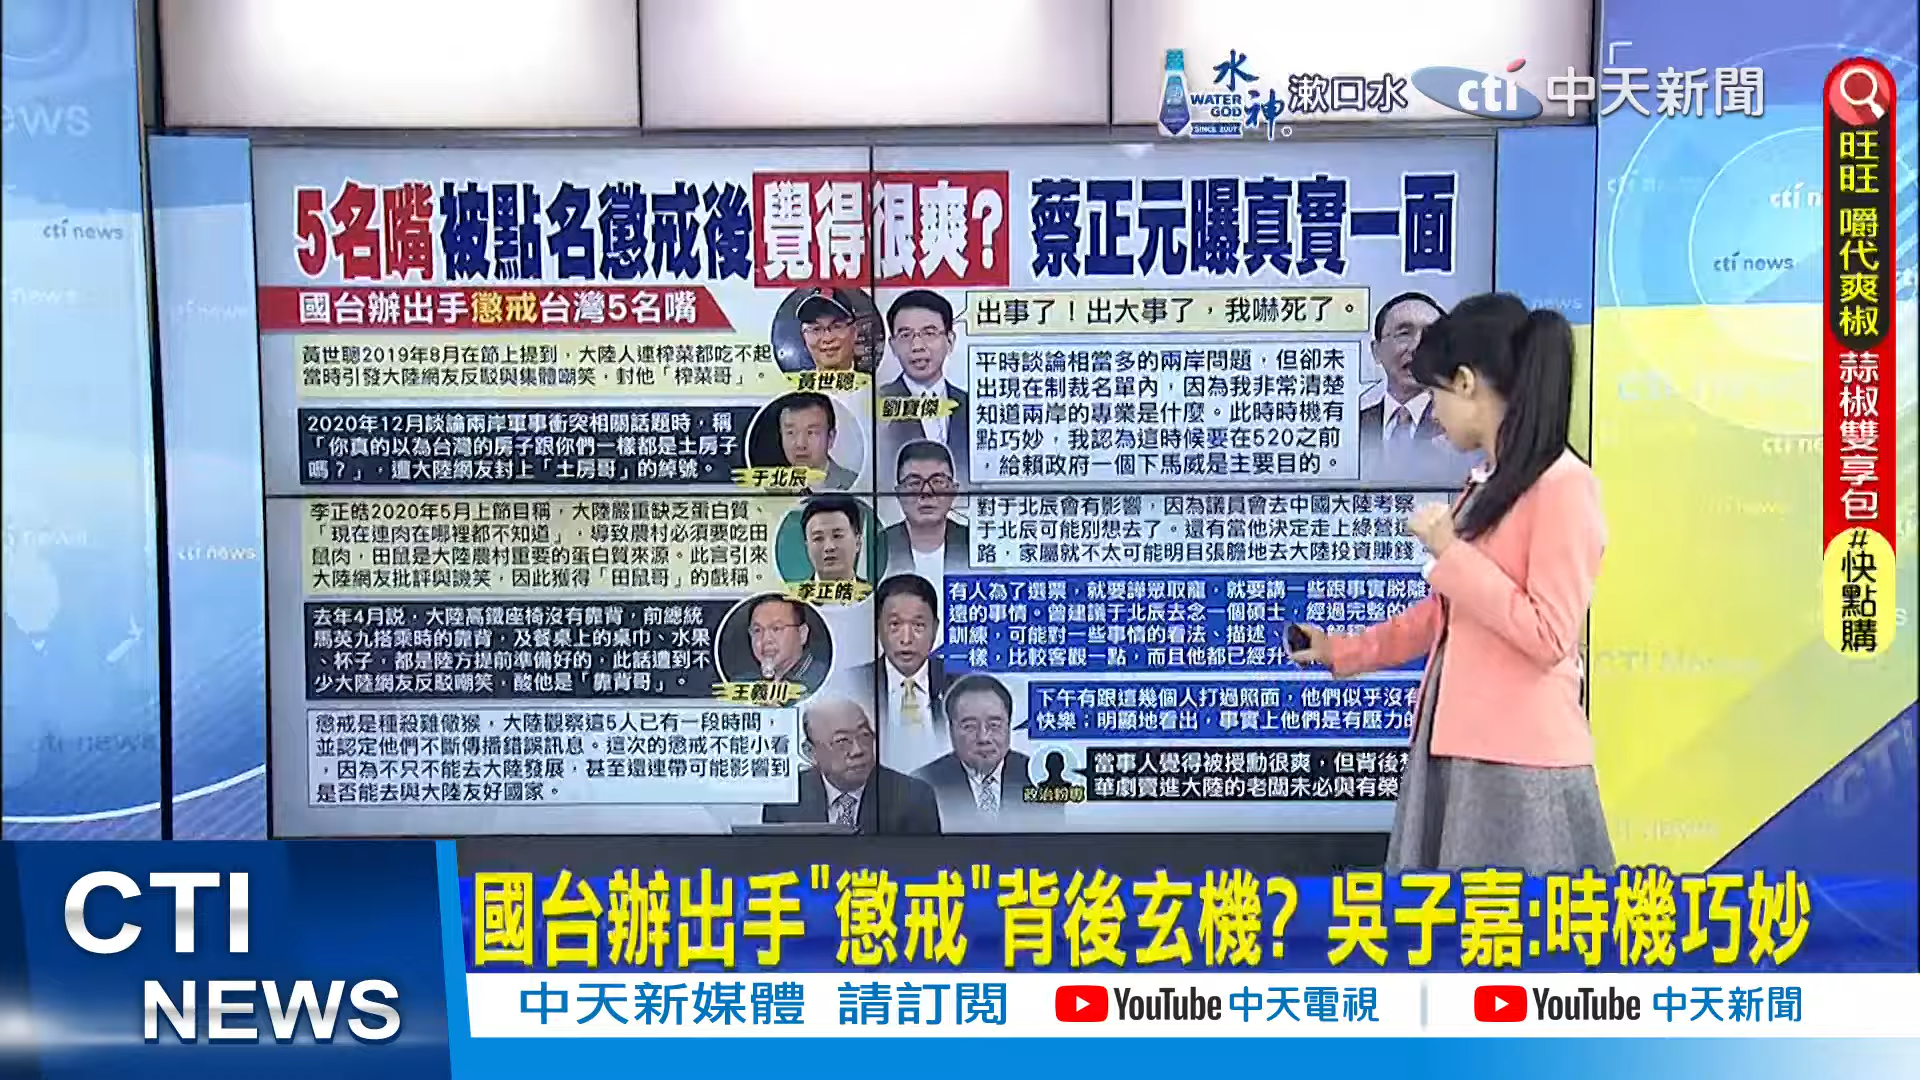 水神
WATER GOD
SINCE 2007
漱口水
cti 中天新聞
旺旺 嚼代爽椒 蒜椒雙享包 #快點購
cti news
cti news
5名嘴被點名懲戒後覺得很爽? 蔡正元曝真實一面
國台辦出手懲戒台灣5名嘴
黃世聰2019年8月在節上提到，大陸人連榨菜都吃不起，
當時引發大陸網友反駁與集體嘲笑，封他「榨菜哥」。
黃世聰
2020年12月談論兩岸軍事衝突相關話題時，稱
「你真的以為台灣的房子跟你們一樣都是土房子
嗎？」，遭大陸網友封上「土房哥」的綽號。
于北辰
李正皓2020年5月上節目稱，大陸嚴重缺乏蛋白質、
「現在連肉在哪裡都不知道」，導致農村必須要吃田
鼠肉，田鼠是大陸農村重要的蛋白質來源。此言引來
大陸網友批評與譏笑，因此獲得「田鼠哥」的戲稱。
李正皓
去年4月說，大陸高鐵座椅沒有靠背，前總統
馬英九搭乘時的靠背，及餐桌上的桌巾、水果
、杯子，都是陸方提前準備好的，此話遭到不
少大陸網友反駁嘲笑，酸他是「靠背哥」。
王義川
懲戒是種殺雞儆猴，大陸觀察這5人已有一段時間，
並認定他們不斷傳播錯誤訊息。這次的懲戒不能小看
，因為不只不能去大陸發展，甚至還連帶可能影響到
是否能去與大陸友好國家。
劉寶傑
出事了！出大事了，我嚇死了。
平時談論相當多的兩岸問題，但卻未
出現在制裁名單內，因為我非常清楚
知道兩岸的專業是什麼。此時時機有
點巧妙，我認為這時候要在520之前
，給賴政府一個下馬威是主要目的。
對于北辰會有影響，因為議員會去中國大陸考察
于北辰可能別想去了。還有當他決定走上綠營這
路，家屬就不太可能明目張膽地去大陸投資賺錢。
有人為了選票，就要譁眾取寵，就要講一些跟事實脫離
遠的事情。曾建議于北辰去念一個碩士，經過完整的
訓練，可能對一些事情的看法、描述、
一樣，比較客觀一點，而且他都已經升
下午有跟這幾個人打過照面，他們似乎沒有
快樂；明顯地看出，事實上他們是有壓力的
政治粉專
當事人覺得被授勳很爽，但背後
華劇賣進大陸的老闆未必與有榮
CTI NEWS
國台辦出手"懲戒"背後玄機? 吳子嘉:時機巧妙
中天新媒體 請訂閱 YouTube 中天電視 | YouTube 中天新聞